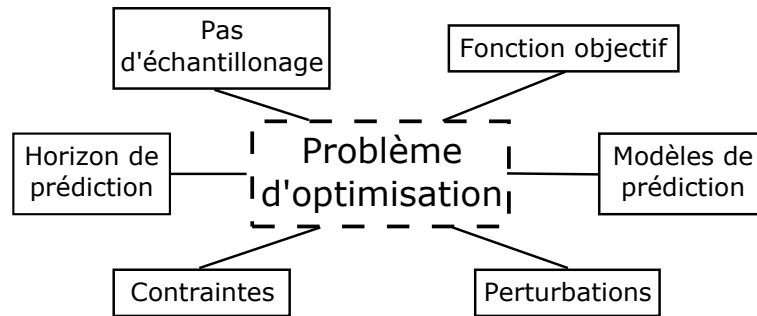 Pas
d'échantillonage
Fonction objectif
Horizon de
prédiction
Problème
d'optimisation
Modèles de
prédiction
Contraintes
Perturbations